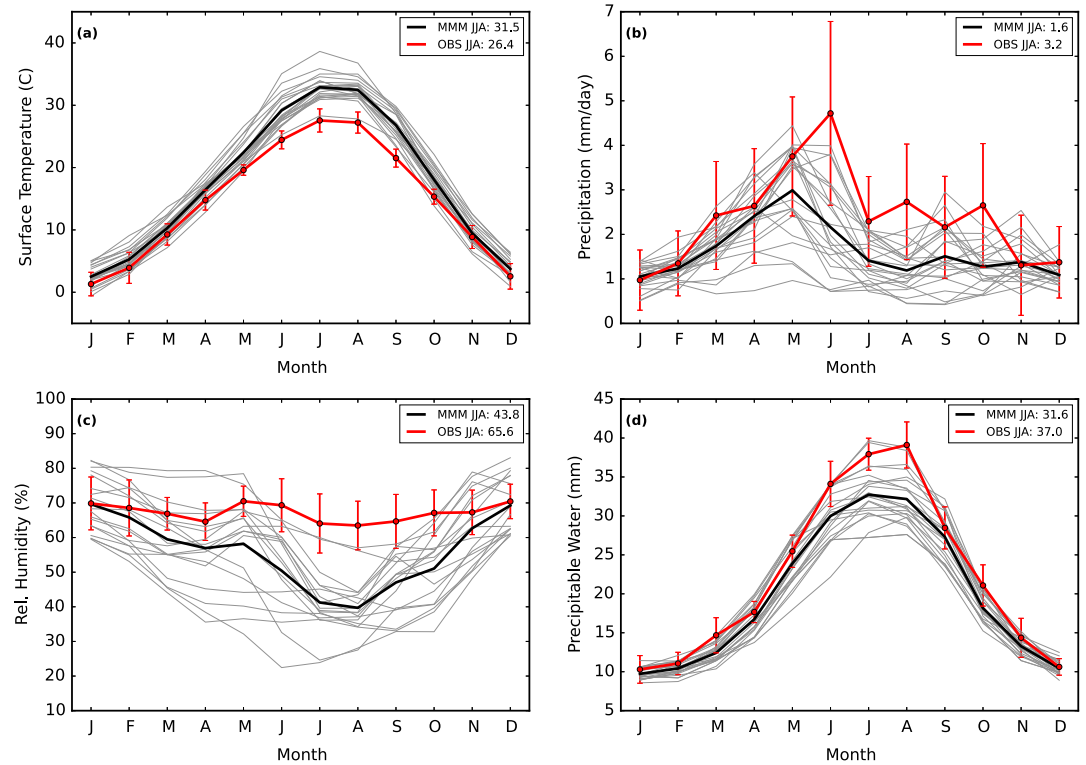 (a)
MMM JJA: 31.5
OBS JJA: 26.4
Surface Temperature (C)
40
30
20
10
0
J F M A M J J A S O N D
Month
(b)
MMM JJA: 1.6
OBS JJA: 3.2
Precipitation (mm/day)
7
6
5
4
3
2
1
0
J F M A M J J A S O N D
Month
(c)
MMM JJA: 43.8
OBS JJA: 65.6
Rel. Humidity (%)
100
90
80
70
60
50
40
30
20
10
J F M A M J J A S O N D
Month
(d)
MMM JJA: 31.6
OBS JJA: 37.0
Precipitable Water (mm)
45
40
35
30
25
20
15
10
5
J F M A M J J A S O N D
Month